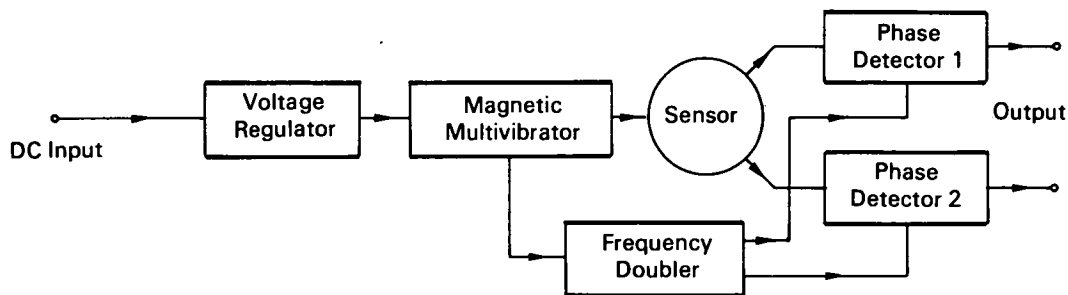 Phase
Detector 1
Voltage
Regulator
Magnetic
Multivibrator
Sensor
Output
DC Input
Phase
Detector 2
Frequency
Doubler